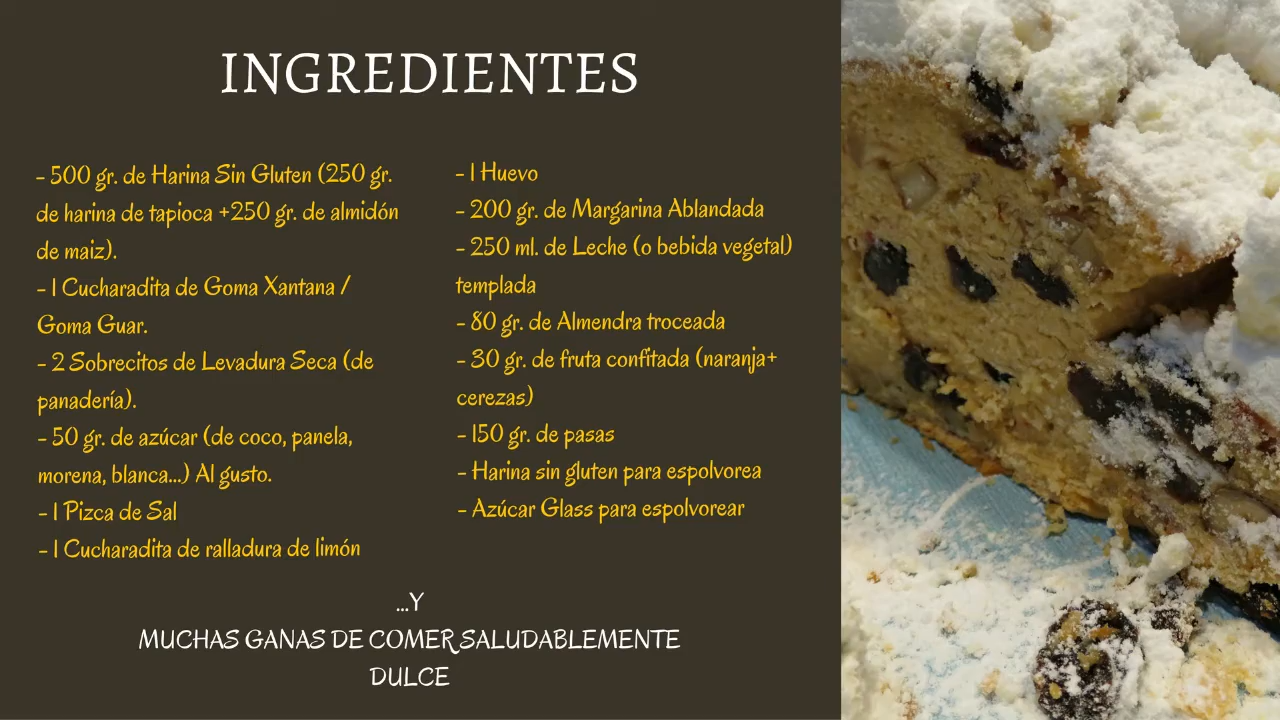 INGREDIENTES
- 500 gr. de Harina Sin Gluten (250 gr.
de harina de tapioca +250 gr. de almidón
de maiz).
- 1 Cucharadita de Goma Xantana /
Goma Guar.
- 2 Sobrecitos de Levadura Seca (de
panadería).
- 50 gr. de azúcar (de coco, panela,
morena, blanca...) Al gusto.
- 1 Pizca de Sal
- 1 Cucharadita de ralladura de limón
- 1 Huevo
- 200 gr. de Margarina Ablandada
- 250 ml. de Leche (o bebida vegetal)
templada
- 80 gr. de Almendra troceada
- 30 gr. de fruta confitada (naranja+
cerezas)
- 150 gr. de pasas
- Harina sin gluten para espolvorea
- Azúcar Glass para espolvorear
...Y
MUCHAS GANAS DE COMER SALUDABLEMENTE
DULCE